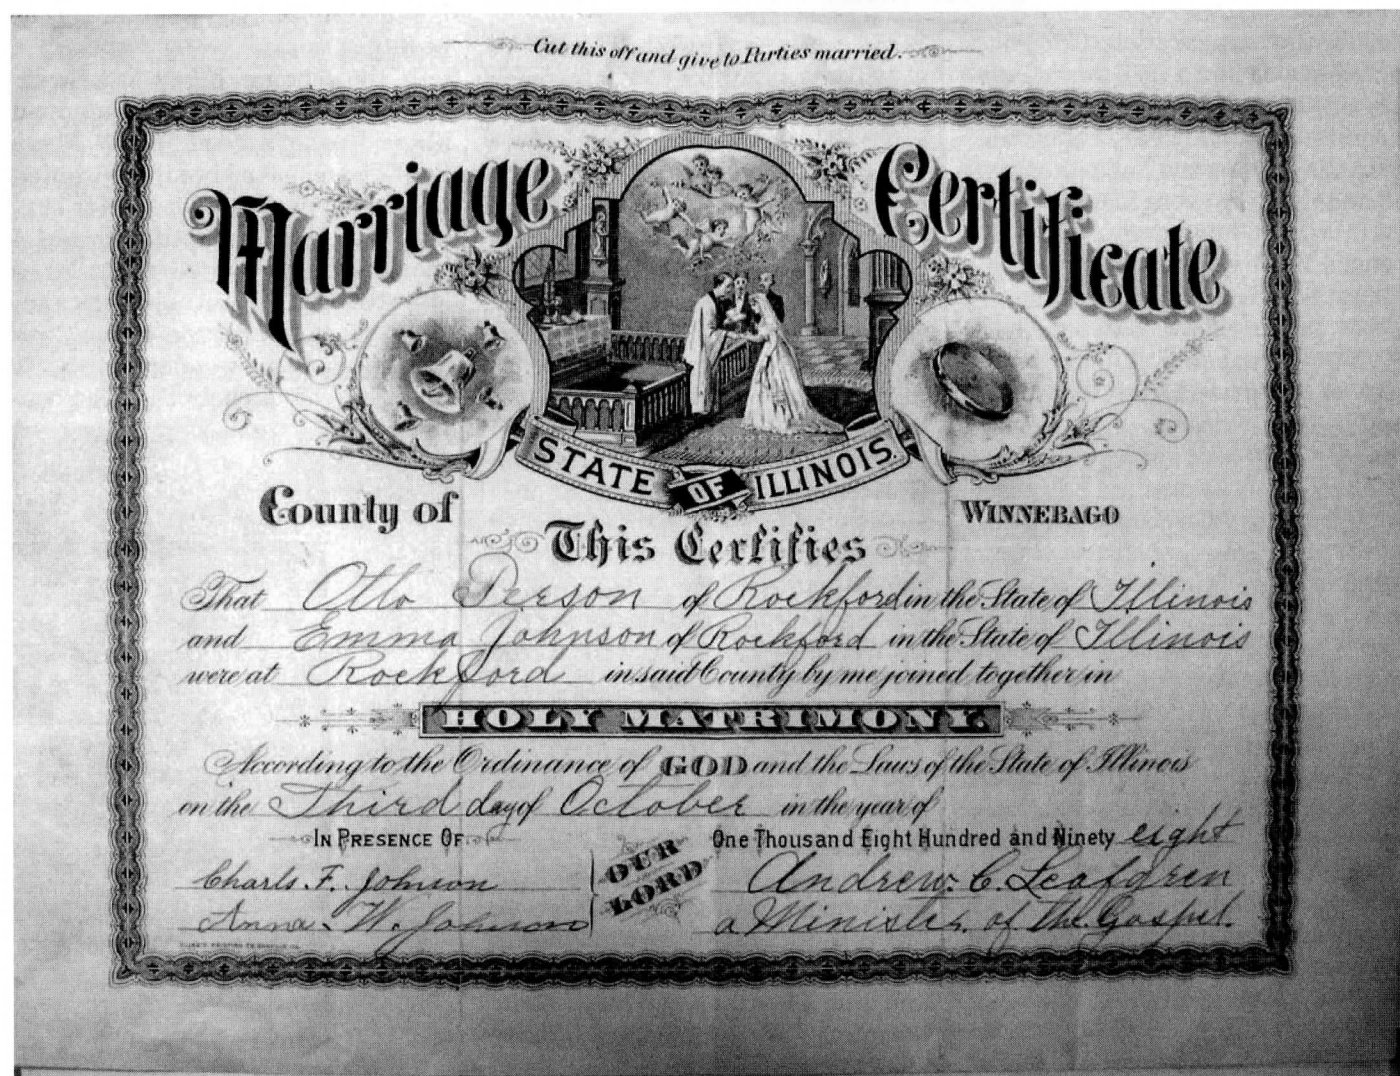 Cut this off and give to Parties married.
Marriage Certificate
STATE OF ILLINOIS.
County of WINNEBAGO
This Certifies
That Otto Person of Rockford in the State of Illinois
and Emma Johnson of Rockford in the State of Illinois
were at Rockford in said County by me joined together in
HOLY MATRIMONY.
According to the Ordinance of GOD and the Laws of the State of Illinois
on the Third day of October in the year of
IN PRESENCE OF OUR LORD One Thousand Eight Hundred and Ninety eight
Charls. F. Johnson Andrew. C. Leafgren
Anna. W. Johnson a Minister. of the. Gospel.